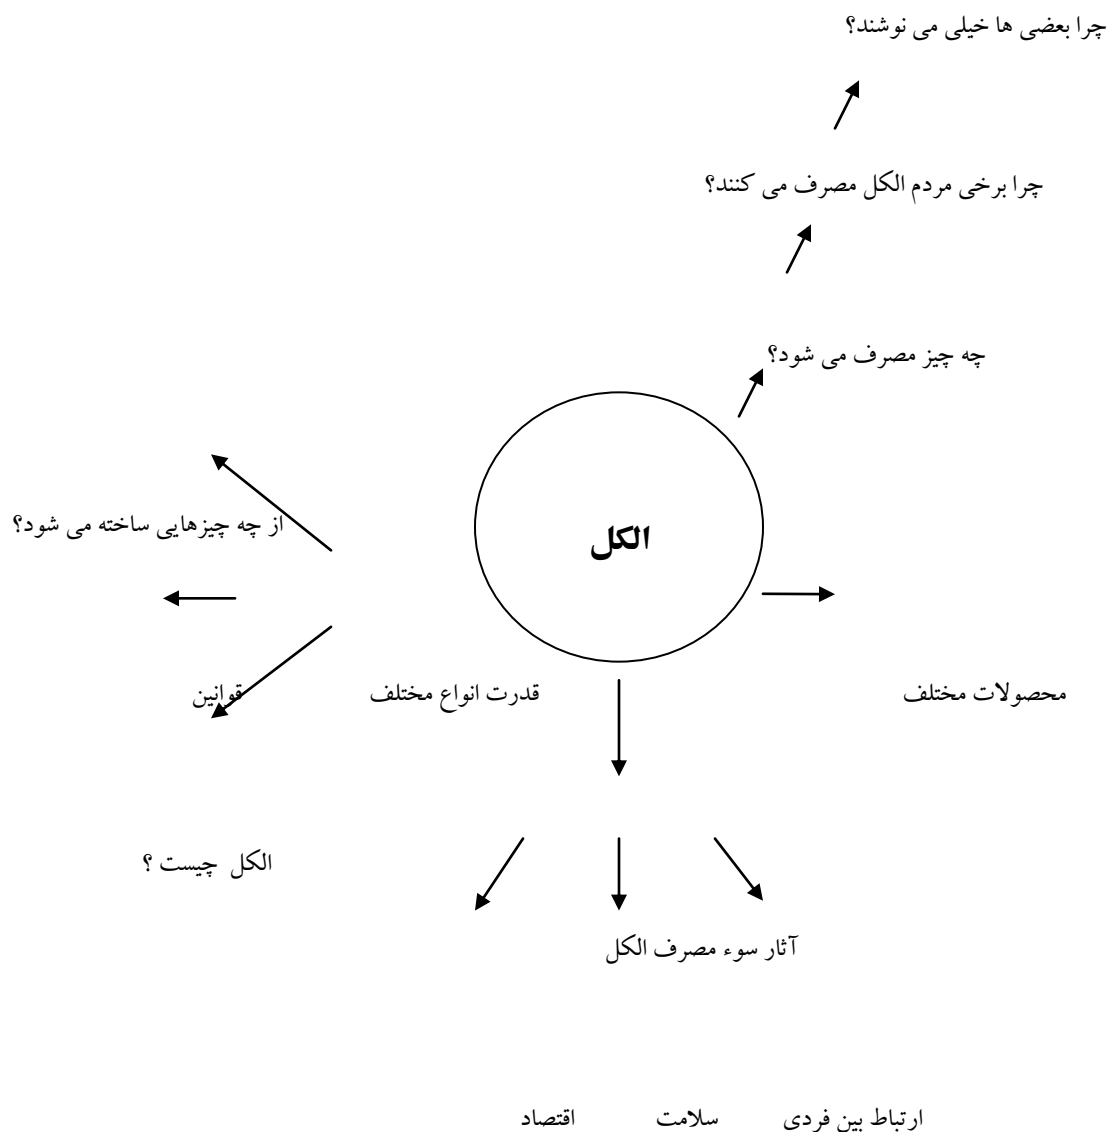 چرا بعضی ها خیلی می نوشند؟
چرا برخی مردم الکل مصرف می کنند؟
چه چیز مصرف می شود؟
از چه چیزهایی ساخته می شود؟
الکل
محصولات مختلف
قدرت انواع مختلف
قوانین
الکل چیست ؟
آثار سوء مصرف الکل
ارتباط بین فردی سلامت اقتصاد